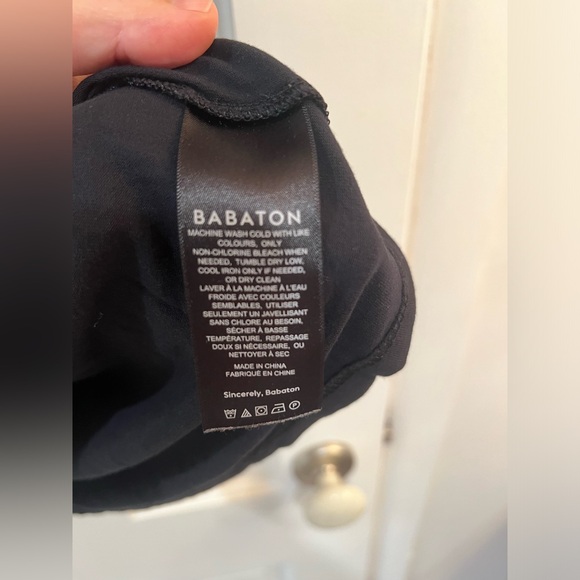 BABATON
MACHINE WASH COLD WITH LIKE
COLOURS, ONLY
NON-CHLORINE BLEACH WHEN
NEEDED, TUMBLE DRY LOW,
COOL IRON ONLY IF NEEDED,
OR DRY CLEAN
LAVER À LA MACHINE À L'EAU
FROIDE AVEC COULEURS
SEMBLABLES, UTILISER
SEULEMENT UN JAVELLISANT
SANS CHLORE AU BESOIN,
SÉCHER À BASSE
TEMPÉRATURE, REPASSAGE
DOUX SI NÉCESSAIRE, OU
NETTOYER À SEC
MADE IN CHINA
FABRIQUÉ EN CHINE
Sincerely, Babaton